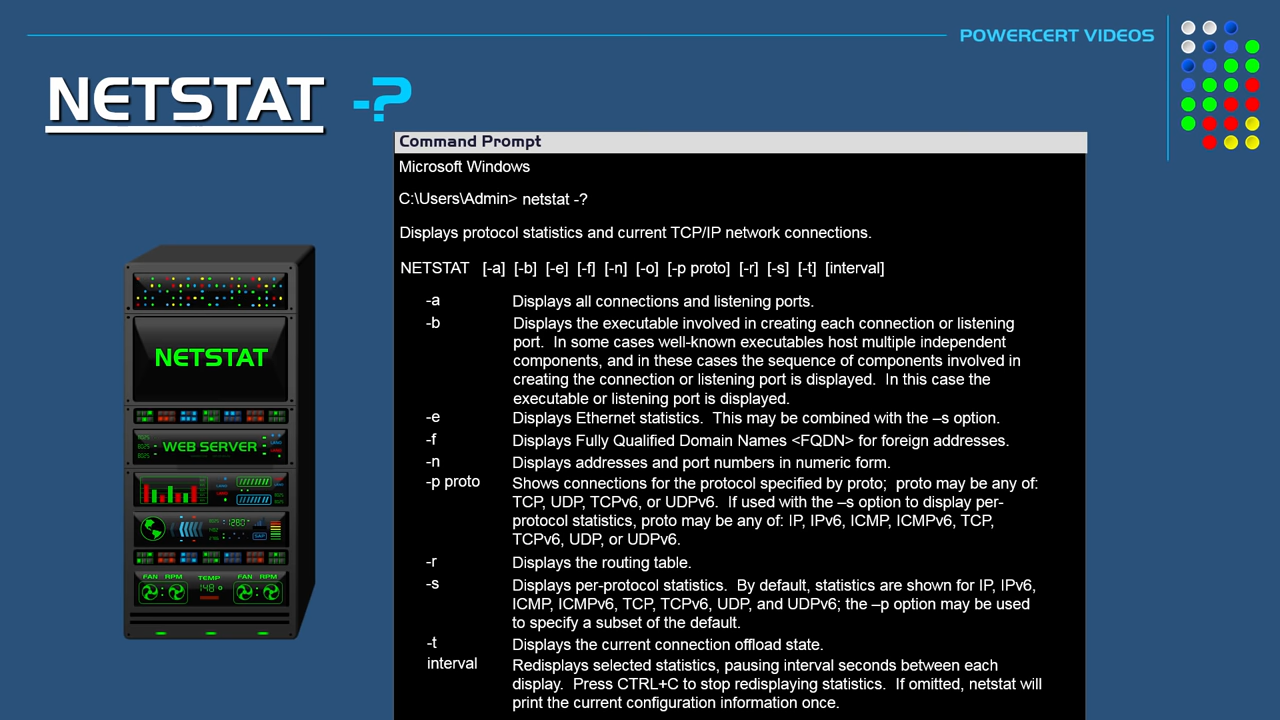 POWERCERT VIDEOS
NETSTAT -?
Command Prompt
Microsoft Windows
C:\Users\Admin> netstat -?
Displays protocol statistics and current TCP/IP network connections.
NETSTAT [-a] [-b] [-e] [-f] [-n] [-o] [-p proto] [-r] [-s] [-t] [interval]
-a Displays all connections and listening ports.
-b Displays the executable involved in creating each connection or listening
port. In some cases well-known executables host multiple independent
components, and in these cases the sequence of components involved in
creating the connection or listening port is displayed. In this case the
executable or listening port is displayed.
-e Displays Ethernet statistics. This may be combined with the –s option.
-f Displays Fully Qualified Domain Names <FQDN> for foreign addresses.
-n Displays addresses and port numbers in numeric form.
-p proto Shows connections for the protocol specified by proto; proto may be any of:
TCP, UDP, TCPv6, or UDPv6. If used with the –s option to display per-
protocol statistics, proto may be any of: IP, IPv6, ICMP, ICMPv6, TCP,
TCPv6, UDP, or UDPv6.
-r Displays the routing table.
-s Displays per-protocol statistics. By default, statistics are shown for IP, IPv6,
ICMP, ICMPv6, TCP, TCPv6, UDP, and UDPv6; the –p option may be used
to specify a subset of the default.
-t Displays the current connection offload state.
interval Redisplays selected statistics, pausing interval seconds between each
display. Press CTRL+C to stop redisplaying statistics. If omitted, netstat will
print the current configuration information once.
NETSTAT
WEB SERVER
1280
FAN RPM
TEMP
148°
FAN RPM